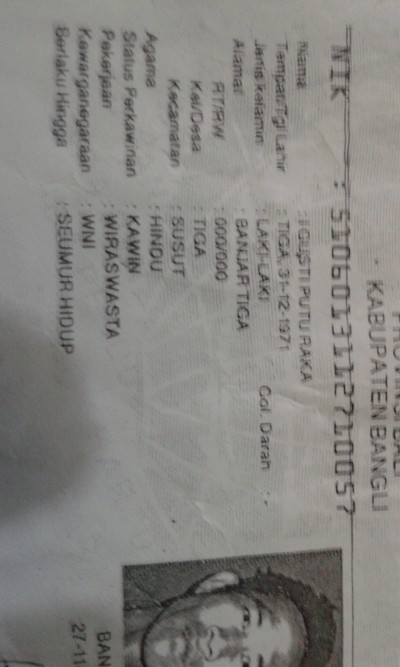 PROVINSI BALI
KABUPATEN BANGLI
NIK : 5106013112710057
Nama : I GUSTI PUTU RAKA
Tempat/Tgl Lahir : TIGA, 31-12-1971
Jenis kelamin : LAKI-LAKI Gol. Darah : -
Alamat : BANJAR TIGA
RT/RW : 000/000
Kel/Desa : TIGA
Kecamatan : SUSUT
Agama : HINDU
Status Perkawinan : KAWIN
Pekerjaan : WIRASWASTA
Kewarganegaraan : WNI
Berlaku Hingga : SEUMUR HIDUP
BAN
27-11